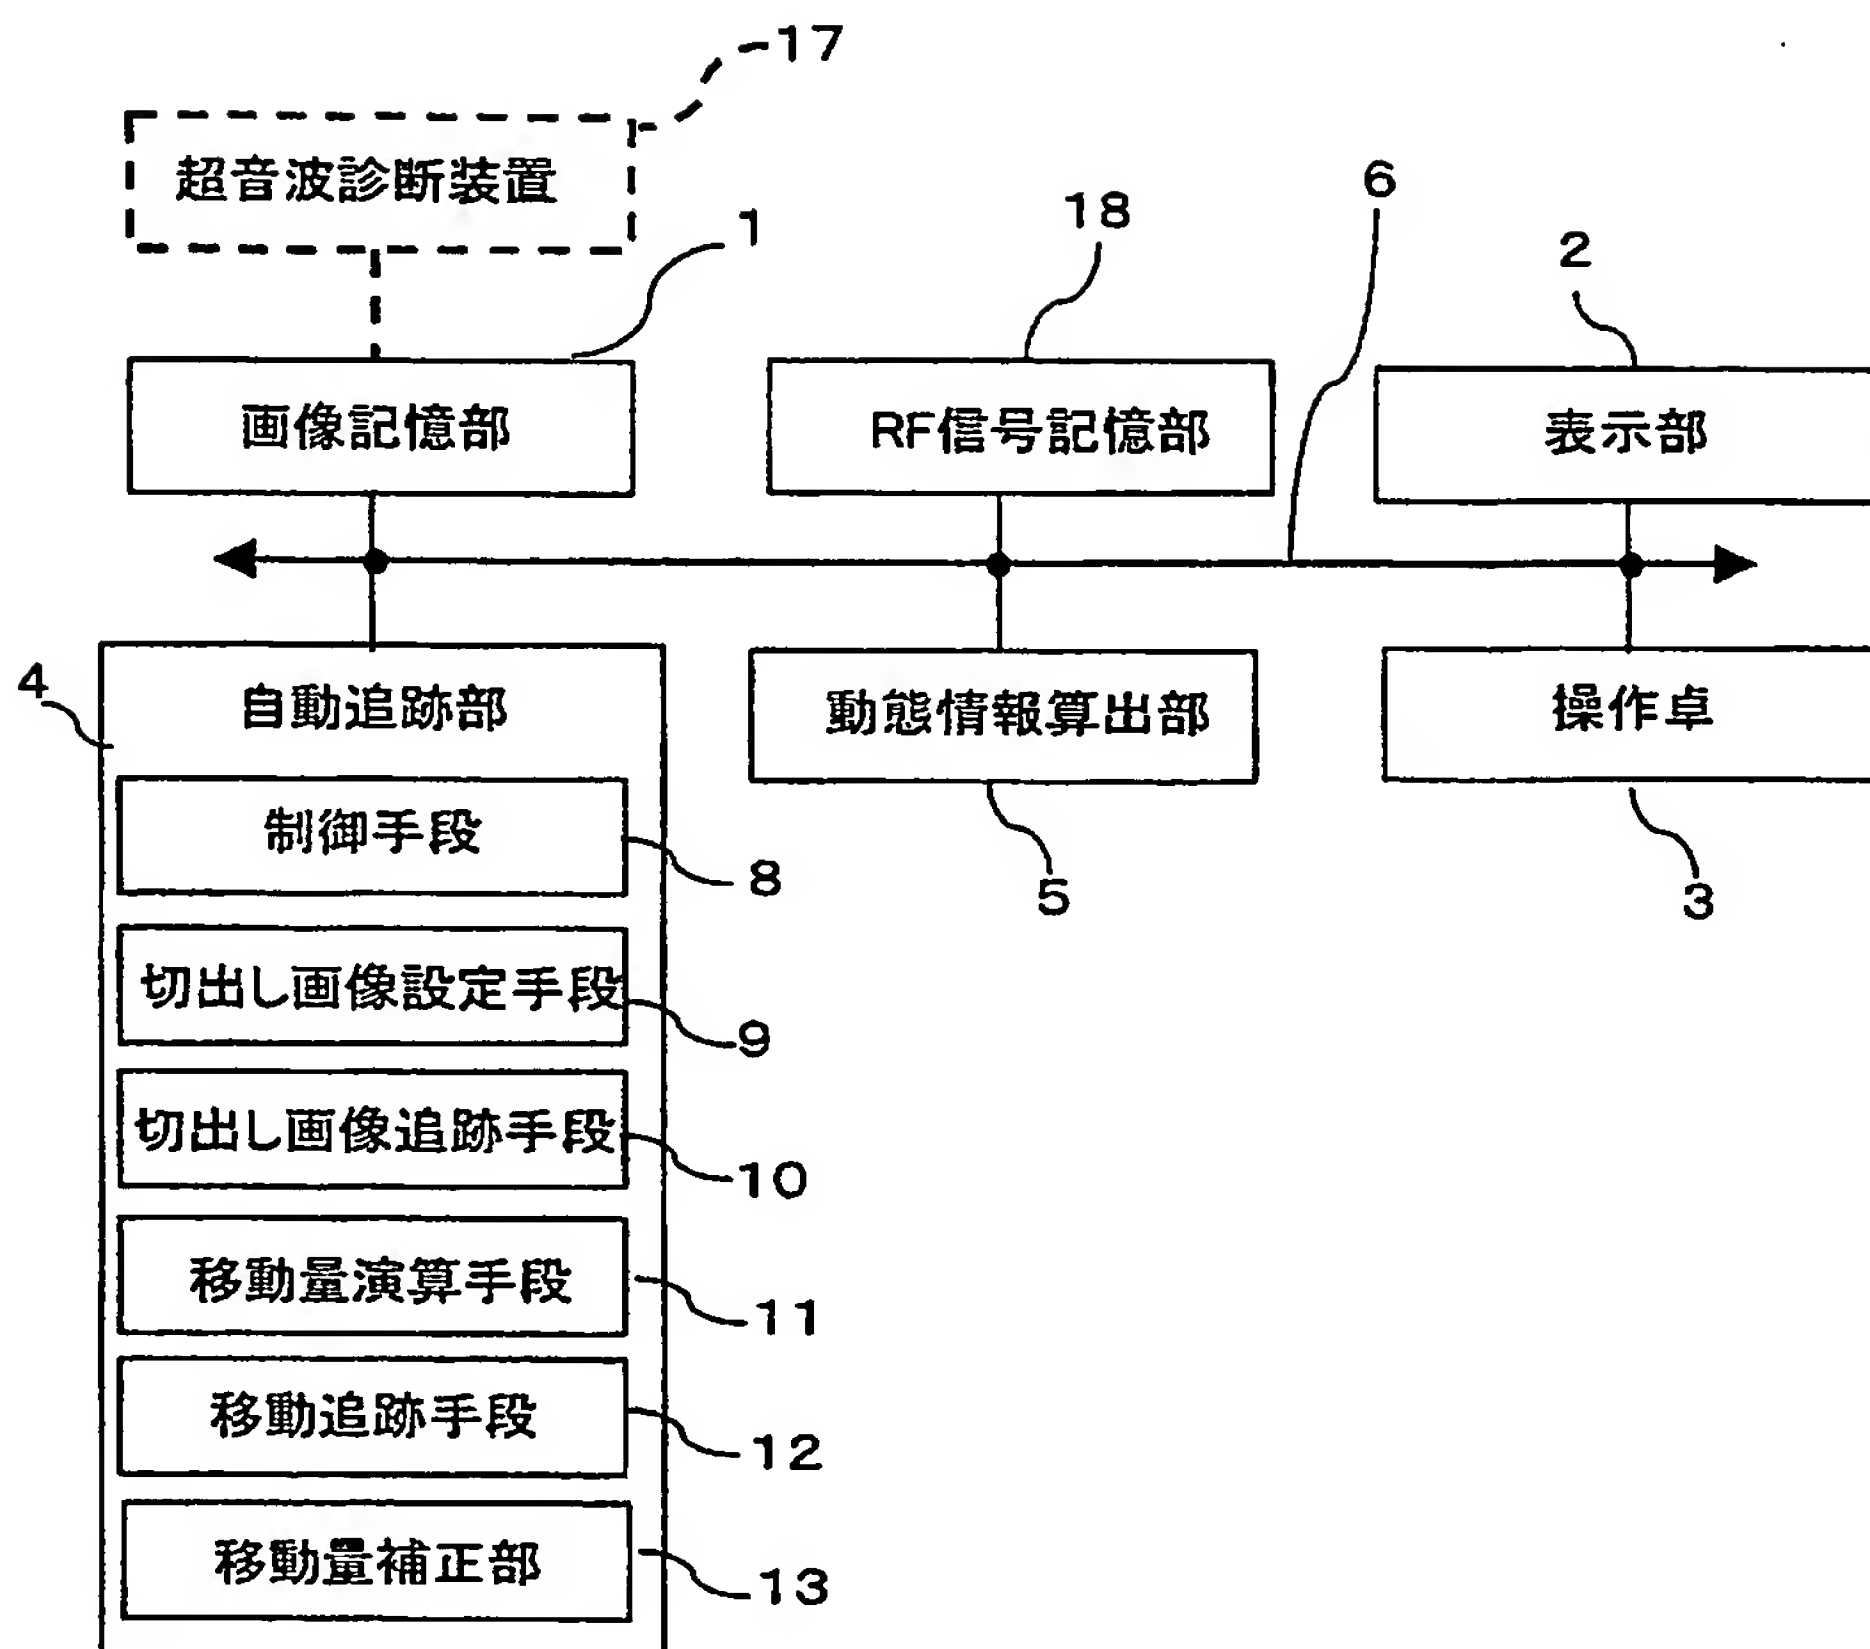 17
超音波診断装置
1
18
6
2
画像記憶部
RF信号記憶部
表示部
4
自動追跡部
動態情報算出部
操作卓
制御手段
8
5
3
切出し画像設定手段
9
切出し画像追跡手段
10
移動量演算手段
11
移動追跡手段
12
移動量補正部
13